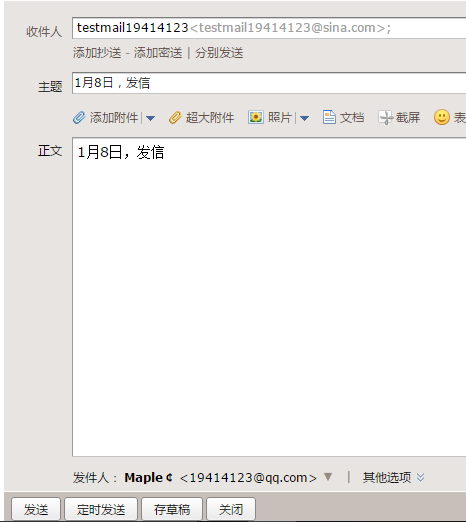 收件人 testmail19414123<testmail19414123@sina.com>;
添加抄送 - 添加密送 | 分别发送
主题 1月8日，发信
添加附件 | 超大附件 照片 | 文档 截屏 表
正文 1月8日，发信
发件人： Maple ¢ <19414123@qq.com> | 其他选项
发送 定时发送 存草稿 关闭